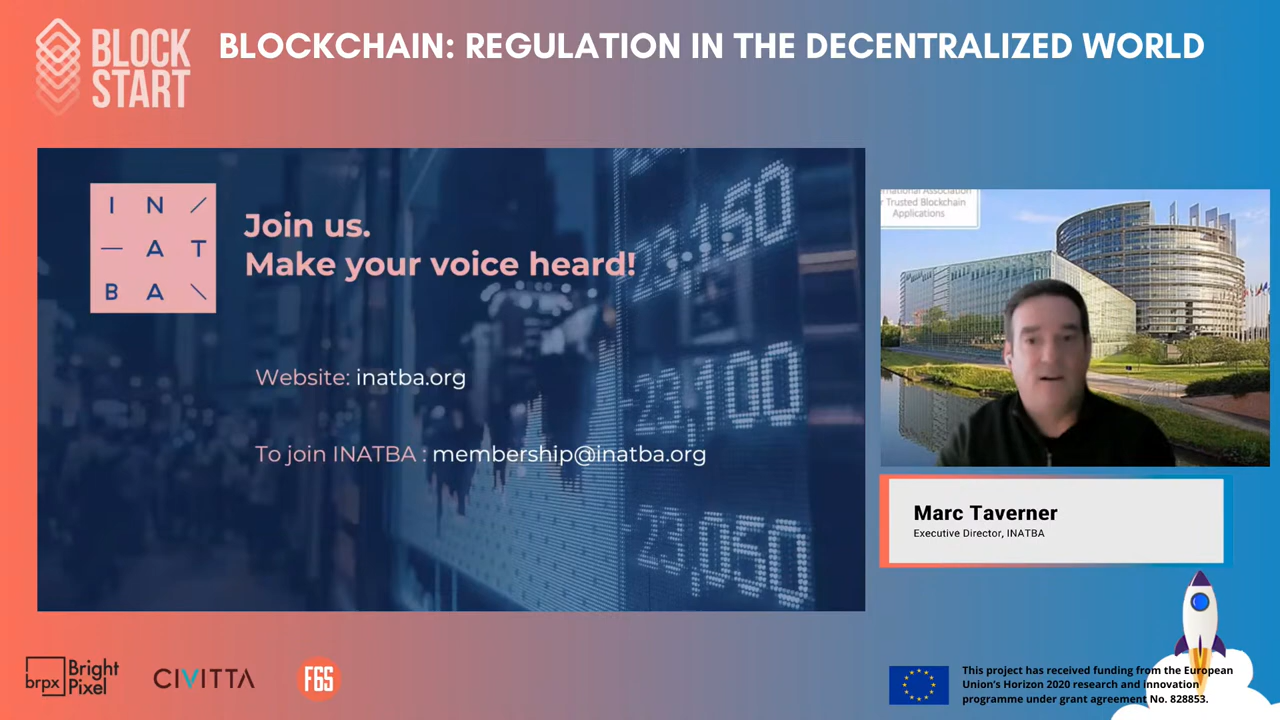 BLOCK
START
BLOCKCHAIN: REGULATION IN THE DECENTRALIZED WORLD
I N /
— A T
B A \
Join us.
Make your voice heard!
Website: inatba.org
To join INATBA : membership@inatba.org
23,150
23,100
23,050
Trusted Blockchain
Applications
Marc Taverner
Executive Director, INATBA
brpx
Bright
Pixel
CIVITTA
F6S
This project has received funding from the European
Union's Horizon 2020 research and innovation
programme under grant agreement No. 828853.